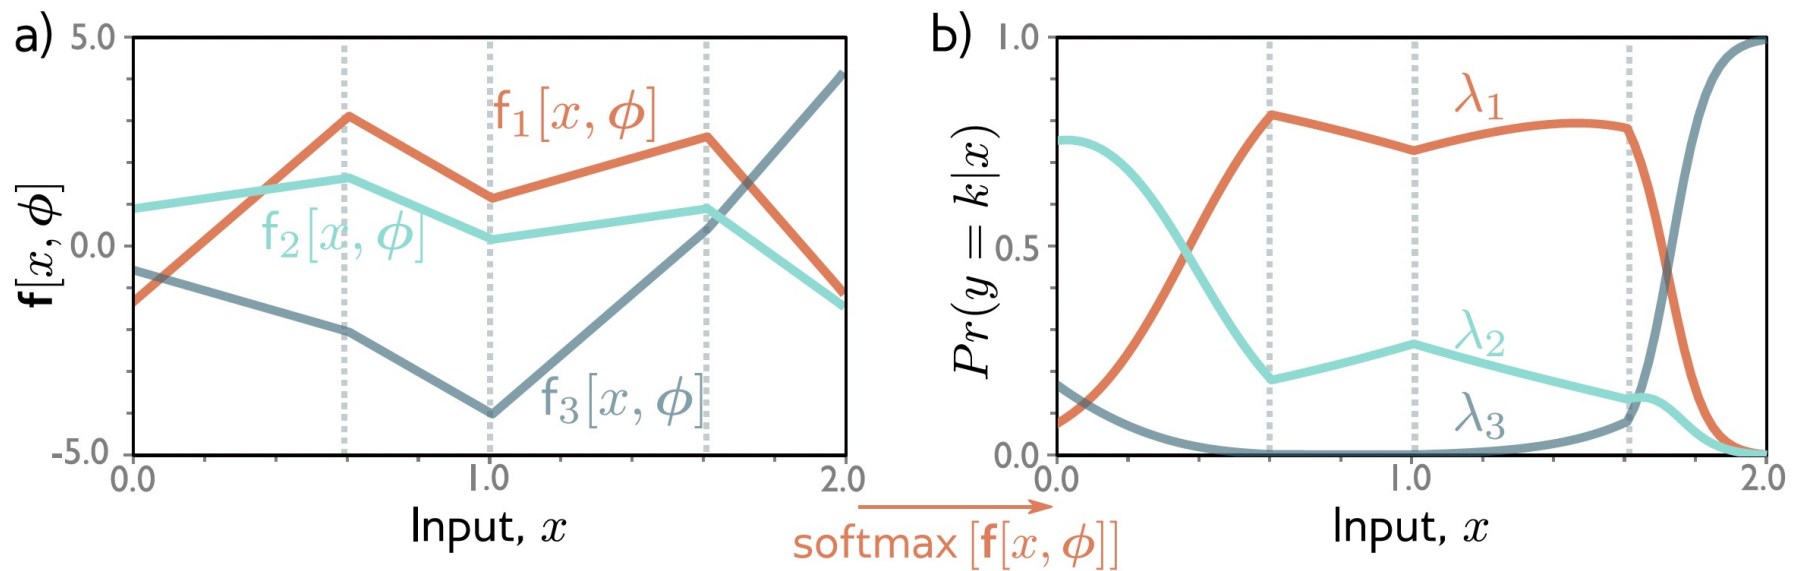 a)
5.0
0.0
-5.0
f[x, ϕ]
f₁[x, ϕ]
f₂[x, ϕ]
f₃[x, ϕ]
0.0 1.0 2.0
Input, x
softmax [f[x, ϕ]]
b)
1.0
0.5
0.0
Pr(y = k|x)
λ₁
λ₂
λ₃
0.0 1.0 2.0
Input, x